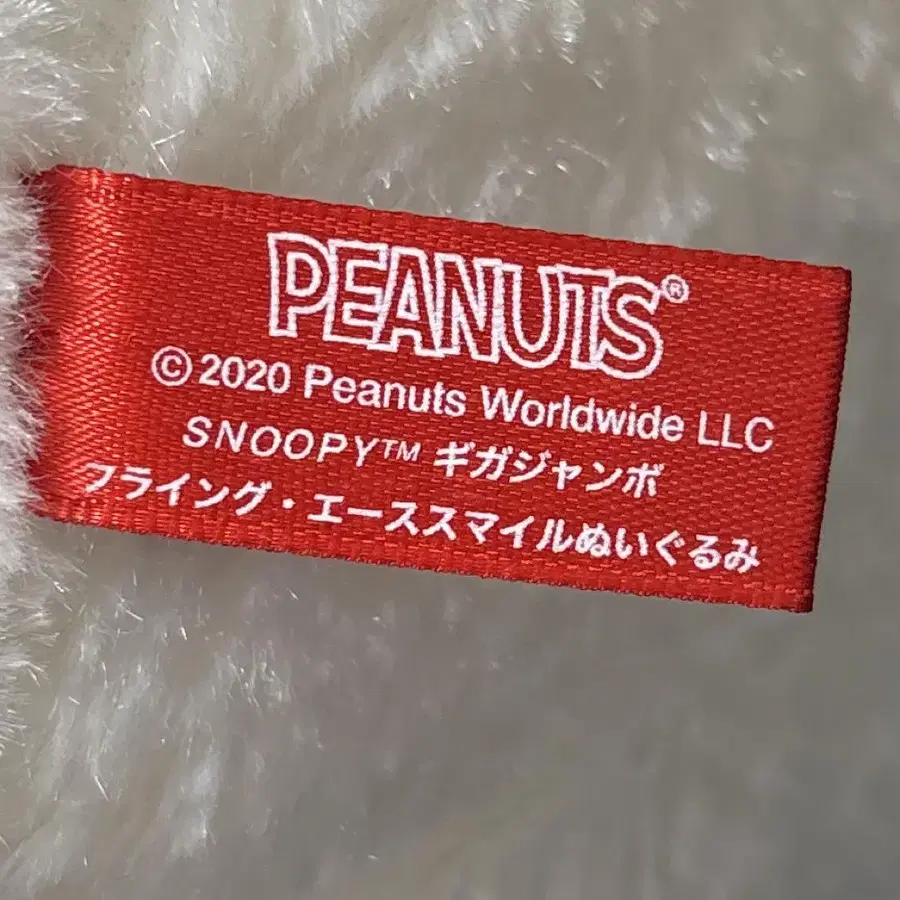 PEANUTS®
© 2020 Peanuts Worldwide LLC
SNOOPY™ ギガジャンボ
フライング・エーススマイルぬいぐるみ